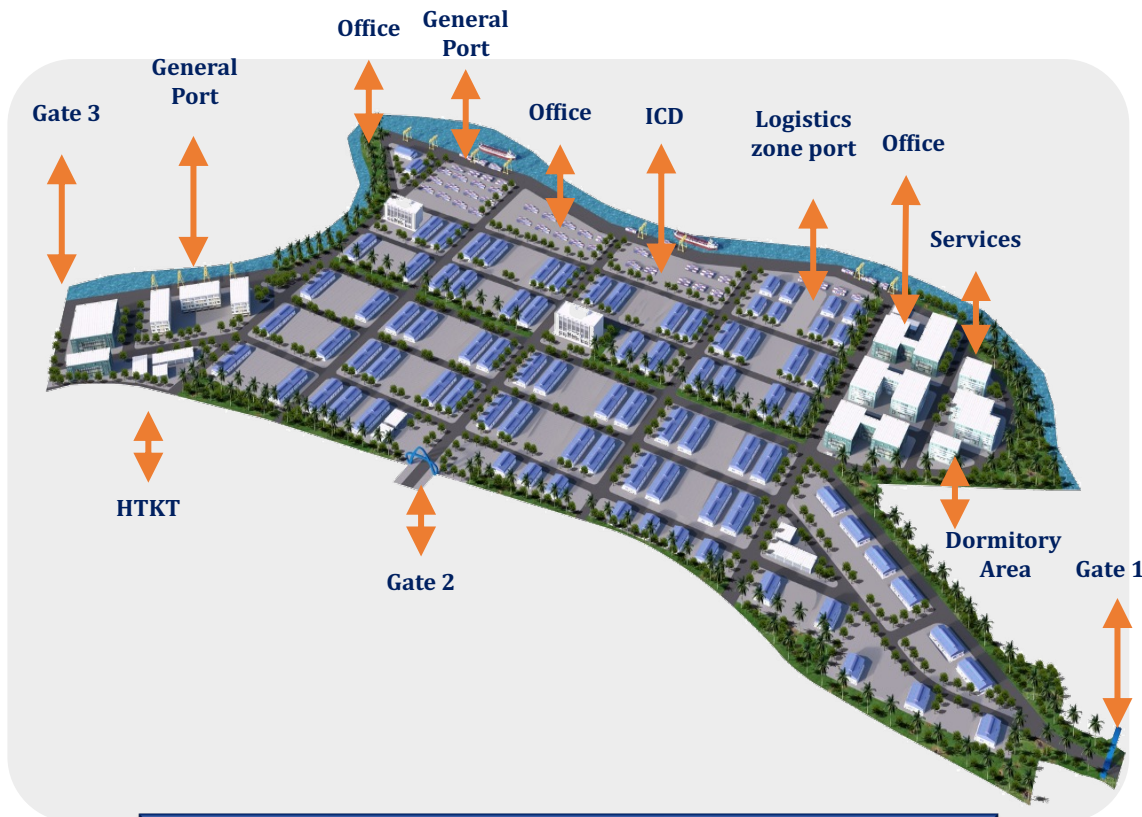 Office
General
Port
General
Port
Gate 3
Office
ICD
Logistics
zone port
Office
Services
HTKT
Gate 2
Dormitory
Area
Gate 1